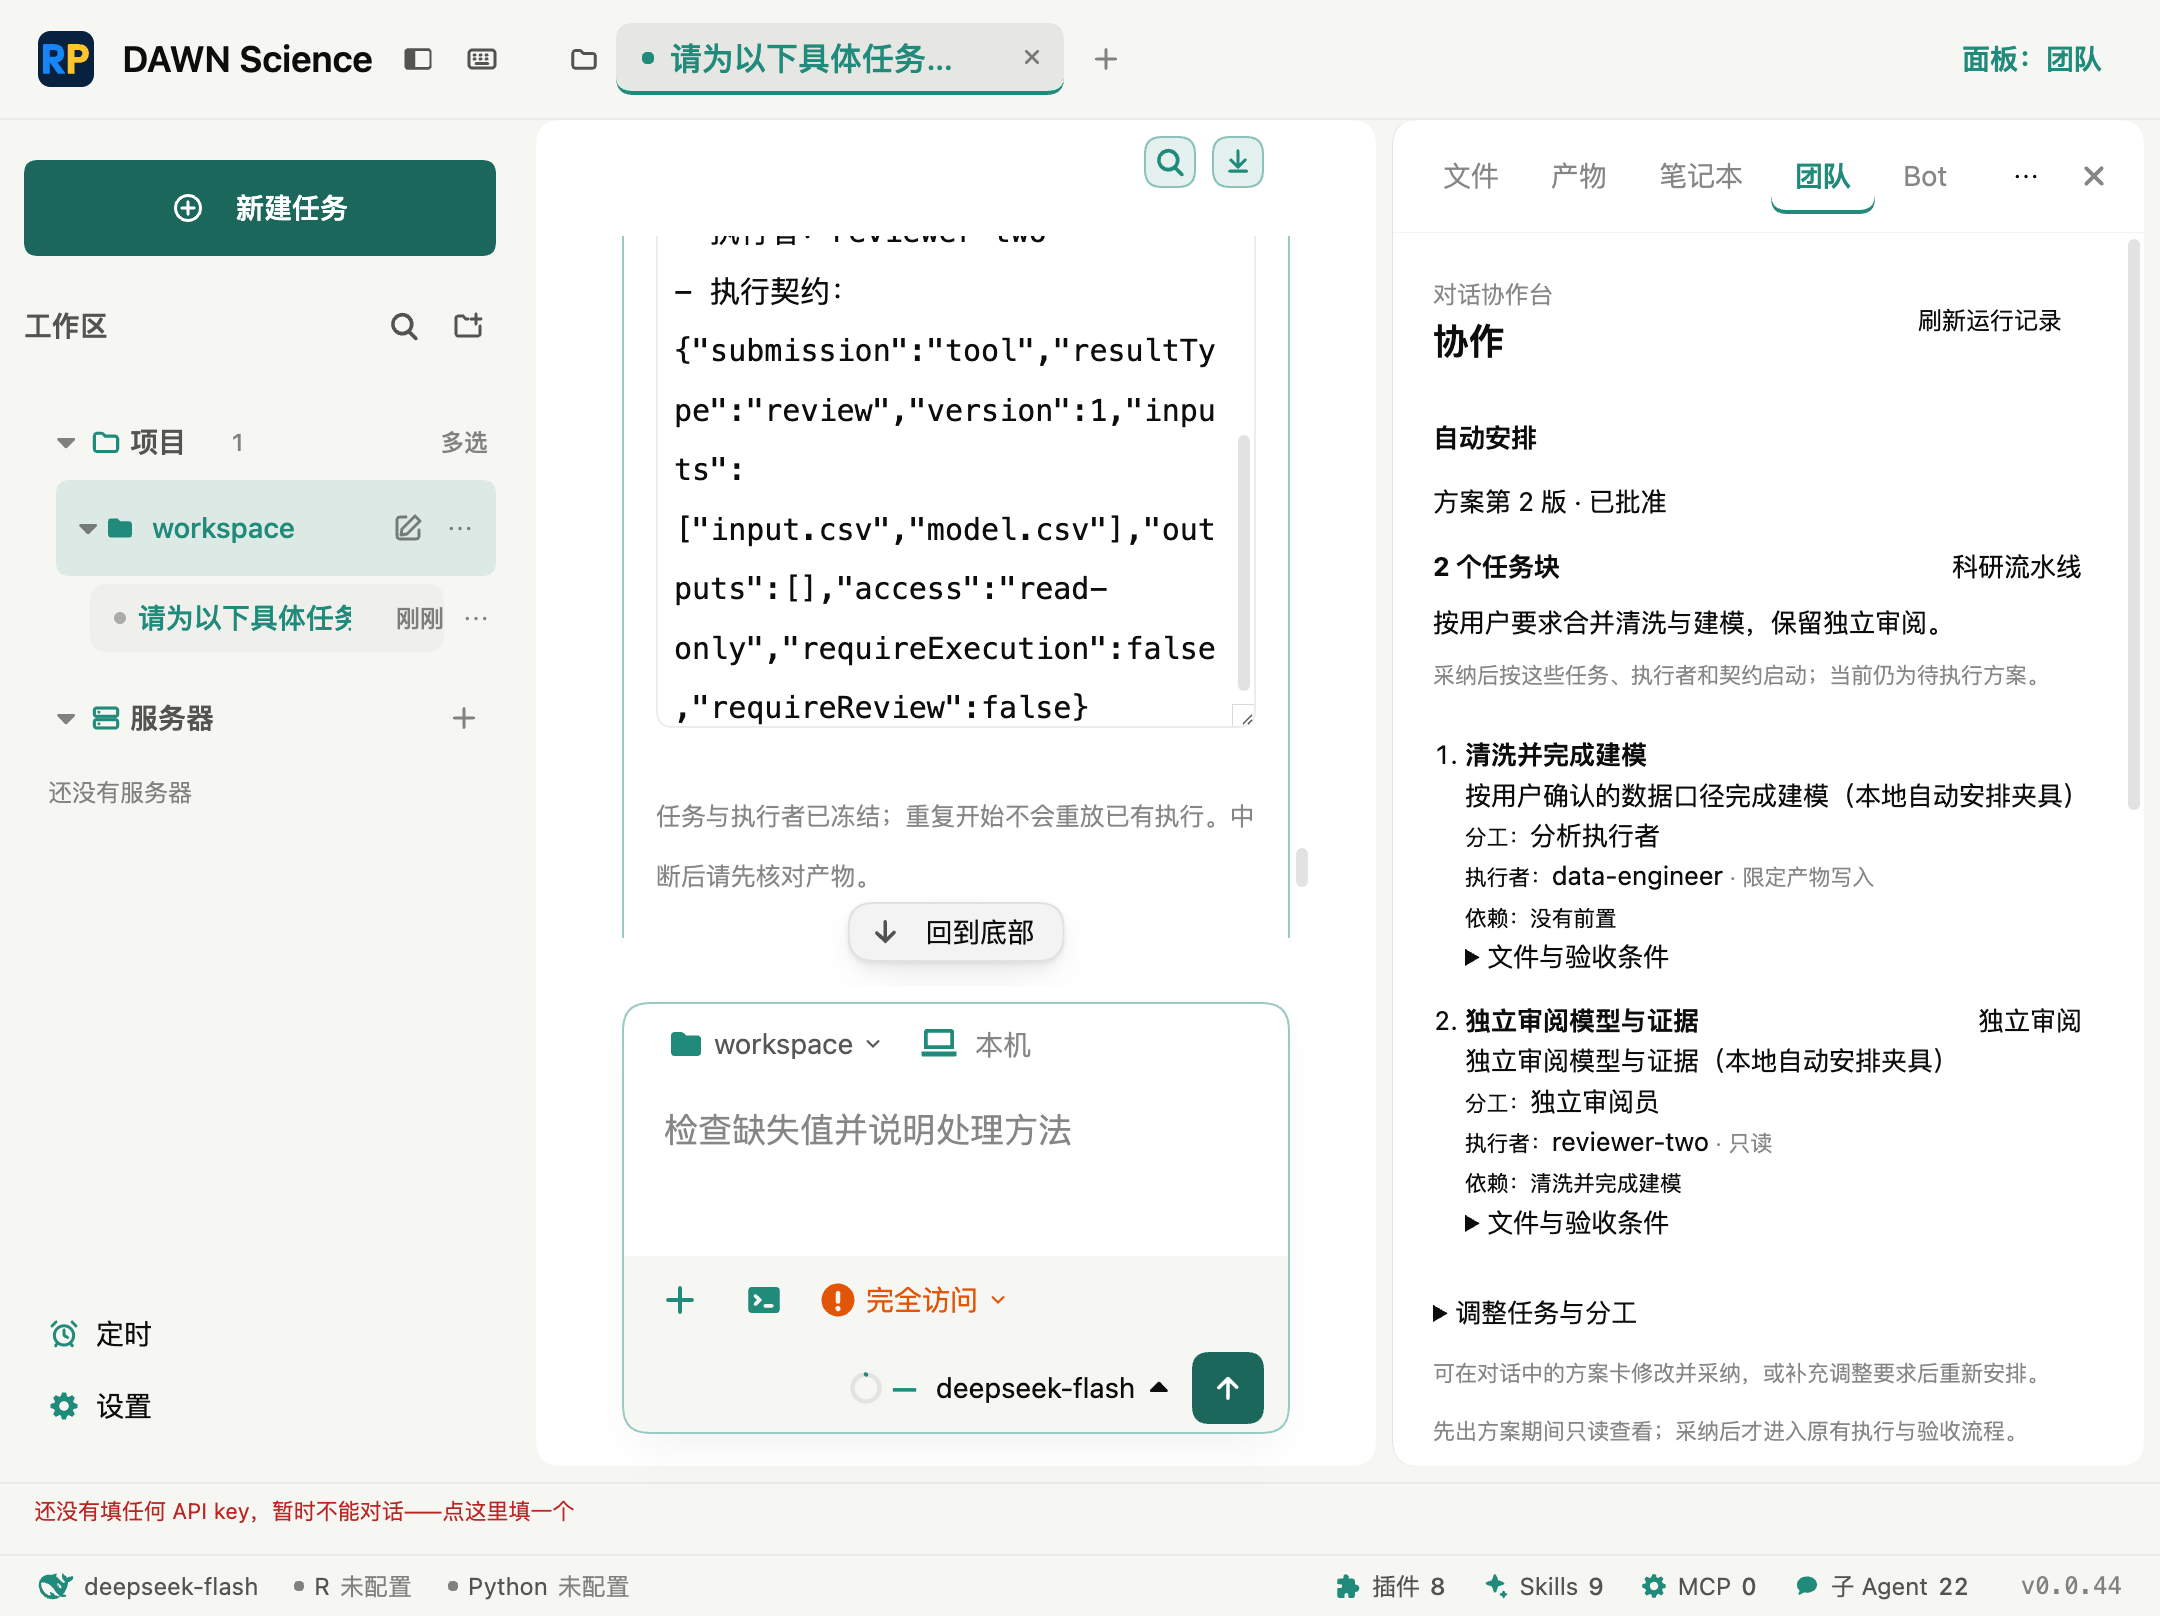 RP
DAWN Science
请为以下具体任务...
面板：团队
新建任务
工作区
项目 1
多选
workspace
请为以下具体任务
刚刚
服务器
还没有服务器
定时
设置
执行者：reviewer-two
- 执行契约：
{"submission":"tool","resultTy
pe":"review","version":1,"inpu
ts":
["input.csv","model.csv"],"out
puts":[],"access":"read-
only","requireExecution":false
,"requireReview":false}
任务与执行者已冻结；重复开始不会重放已有执行。中
断后请先核对产物。
回到底部
workspace
本机
检查缺失值并说明处理方法
完全访问
deepseek-flash
文件
产物
笔记本
团队
Bot
对话协作台
协作
刷新运行记录
自动安排
方案第 2 版 · 已批准
2 个任务块
科研流水线
按用户要求合并清洗与建模，保留独立审阅。
采纳后按这些任务、执行者和契约启动；当前仍为待执行方案。
1. 清洗并完成建模
按用户确认的数据口径完成建模（本地自动安排夹具）
分工：分析执行者
执行者：data-engineer · 限定产物写入
依赖：没有前置
文件与验收条件
2. 独立审阅模型与证据
独立审阅
独立审阅模型与证据（本地自动安排夹具）
分工：独立审阅员
执行者：reviewer-two · 只读
依赖：清洗并完成建模
文件与验收条件
调整任务与分工
可在对话中的方案卡修改并采纳，或补充调整要求后重新安排。
先出方案期间只读查看；采纳后才进入原有执行与验收流程。
还没有填任何 API key，暂时不能对话——点这里填一个
deepseek-flash
R 未配置
Python 未配置
插件 8
Skills 9
MCP 0
子 Agent 22
v0.0.44